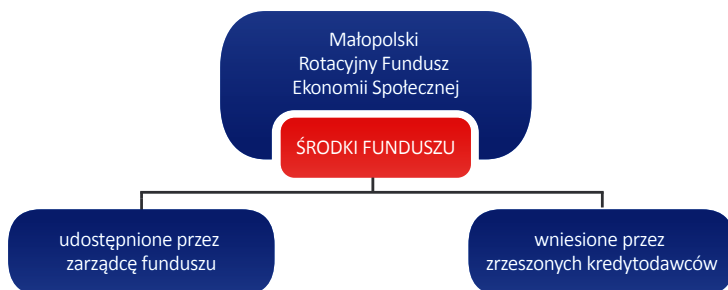 Małopolski
Rotacyjny Fundusz
Ekonomii Społecznej
ŚRODKI FUNDUSZU
udostępnione przez
zarządcę funduszu
wniesione przez
zrzeszonych kredytodawców